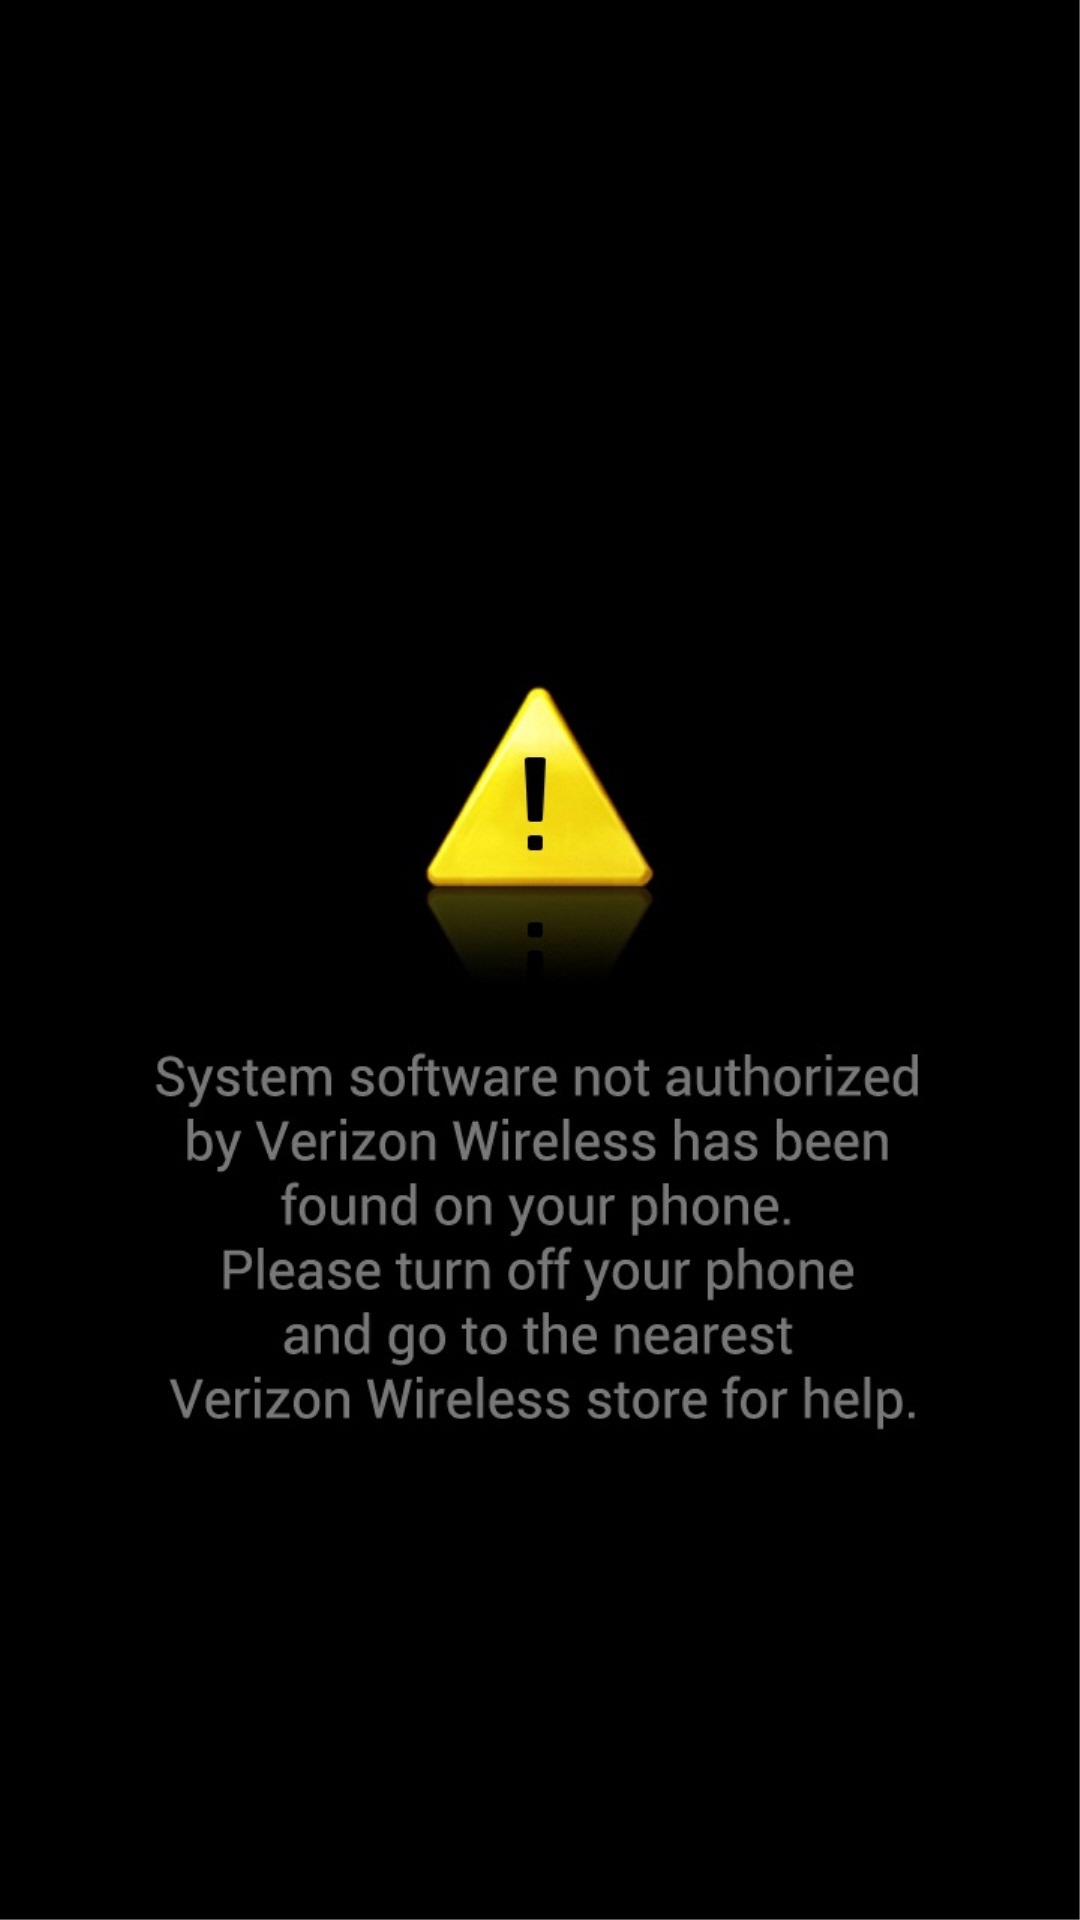 !
System software not authorized
by Verizon Wireless has been
found on your phone.
Please turn off your phone
and go to the nearest
Verizon Wireless store for help.